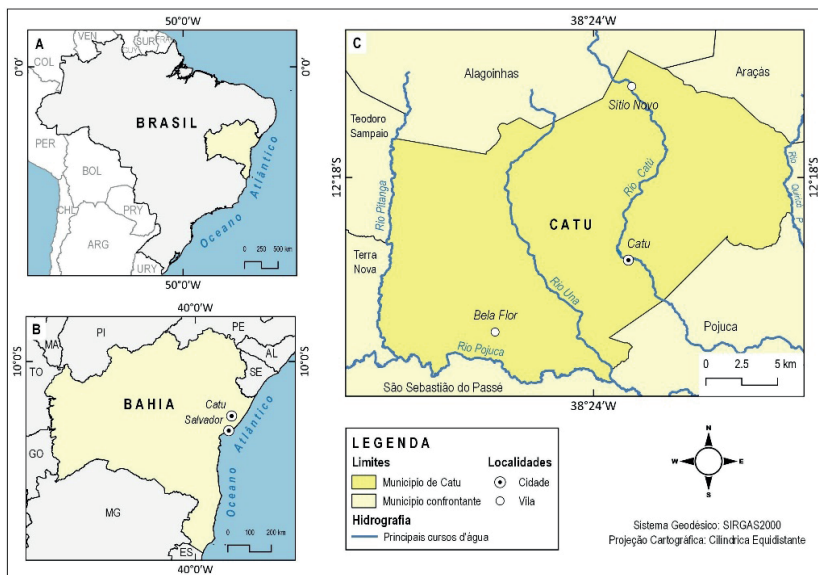 50°0'W
A
VEN
SUR
FRA
GUY
COL
0°0'
0°0'
BRASIL
PER
BOL
Oceano Atlântico
CHL
PRY
ARG
URY
0 250 500 km
50°0'W
40°0'W
B
PI
PE
MA
AL
10°0'S
10°0'S
TO
SE
BAHIA
Catu
Salvador
Oceano Atlântico
GO
MG
ES
0 100 200 km
40°0'W
38°24'W
C
Alagoinhas
Araçás
Sítio Novo
Teodoro
Sampaio
12°18'S
12°18'S
Rio Pitanga
Rio Catú
Rio
CATU
Terra
Nova
Catu
Rio Una
Bela Flor
Rio Pojuca
Pojuca
São Sebastião do Passé
0 2.5 5 km
38°24'W
LEGENDA
Limites
Localidades
Municipio de Catu
Cidade
Municipio confrontante
Vila
Hidrografia
Principais cursos d'água
N
W E
S
Sistema Geodésico: SIRGAS2000
Projeção Cartográfica: Cilíndrica Equidistante